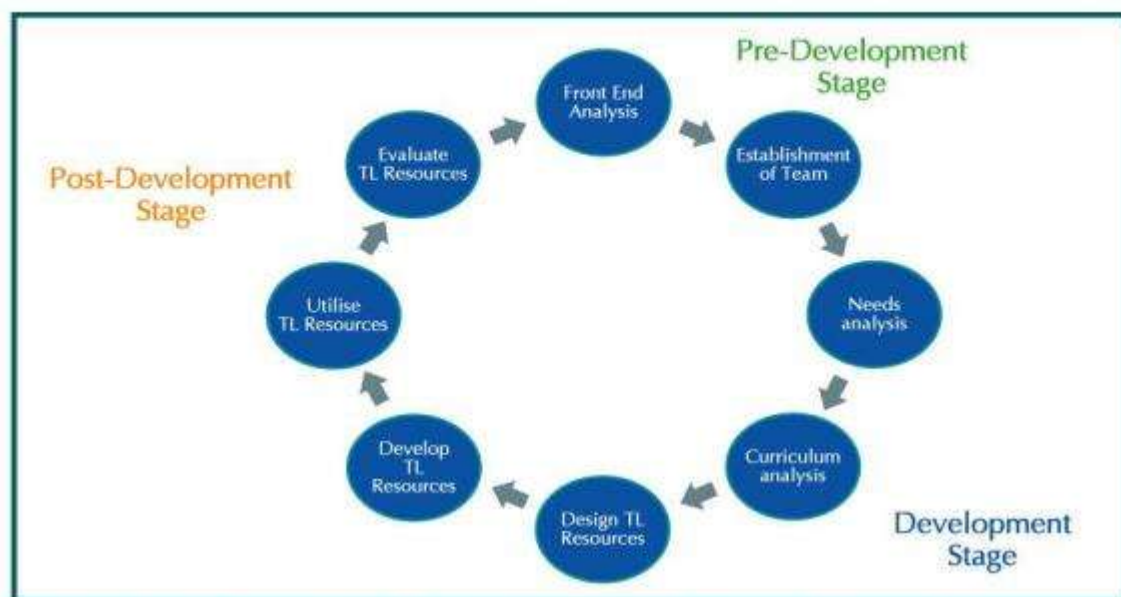 Pre-Development
Stage
Front End
Analysis
Establishment
of Team
Needs
analysis
Curriculum
analysis
Development
Stage
Design TL
Resources
Develop
TL
Resources
Utilise
TL Resources
Post-Development
Stage
Evaluate
TL Resources